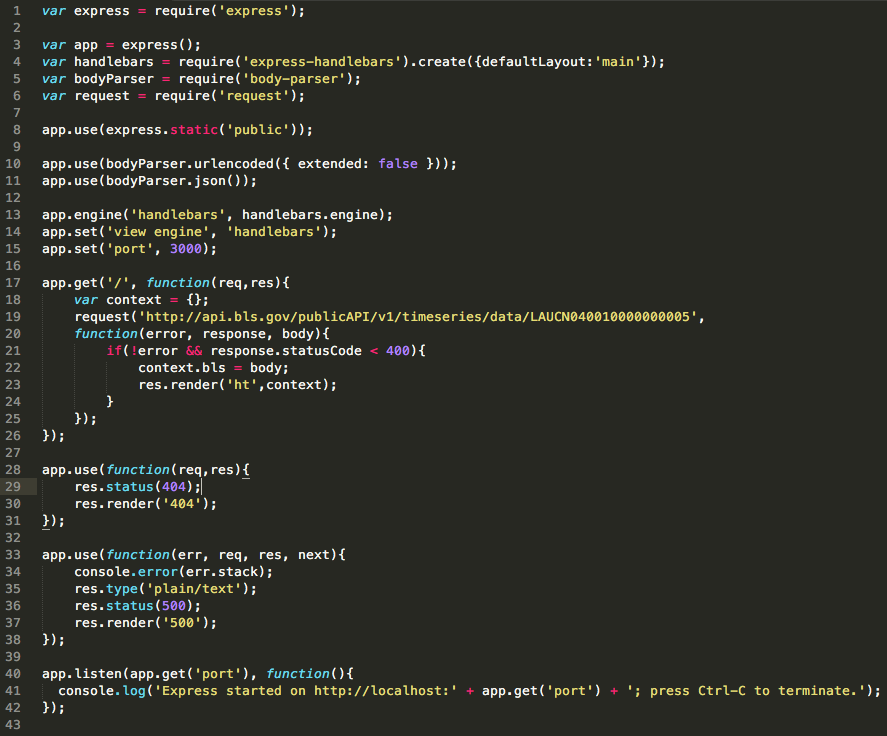 1 var express = require('express');
2
3 var app = express();
4 var handlebars = require('express-handlebars').create({defaultLayout:'main'});
5 var bodyParser = require('body-parser');
6 var request = require('request');
7
8 app.use(express.static('public'));
9
10 app.use(bodyParser.urlencoded({ extended: false }));
11 app.use(bodyParser.json());
12
13 app.engine('handlebars', handlebars.engine);
14 app.set('view engine', 'handlebars');
15 app.set('port', 3000);
16
17 app.get('/', function(req,res){
18     var context = {};
19     request('http://api.bls.gov/publicAPI/v1/timeseries/data/LAUCN040010000000005',
20     function(error, response, body){
21         if(!error && response.statusCode < 400){
22             context.bls = body;
23             res.render('ht',context);
24         }
25     });
26 });
27
28 app.use(function(req,res){
29     res.status(404);
30     res.render('404');
31 });
32
33 app.use(function(err, req, res, next){
34     console.error(err.stack);
35     res.type('plain/text');
36     res.status(500);
37     res.render('500');
38 });
39
40 app.listen(app.get('port'), function(){
41   console.log('Express started on http://localhost:' + app.get('port') + '; press Ctrl-C to terminate.');
42 });
43